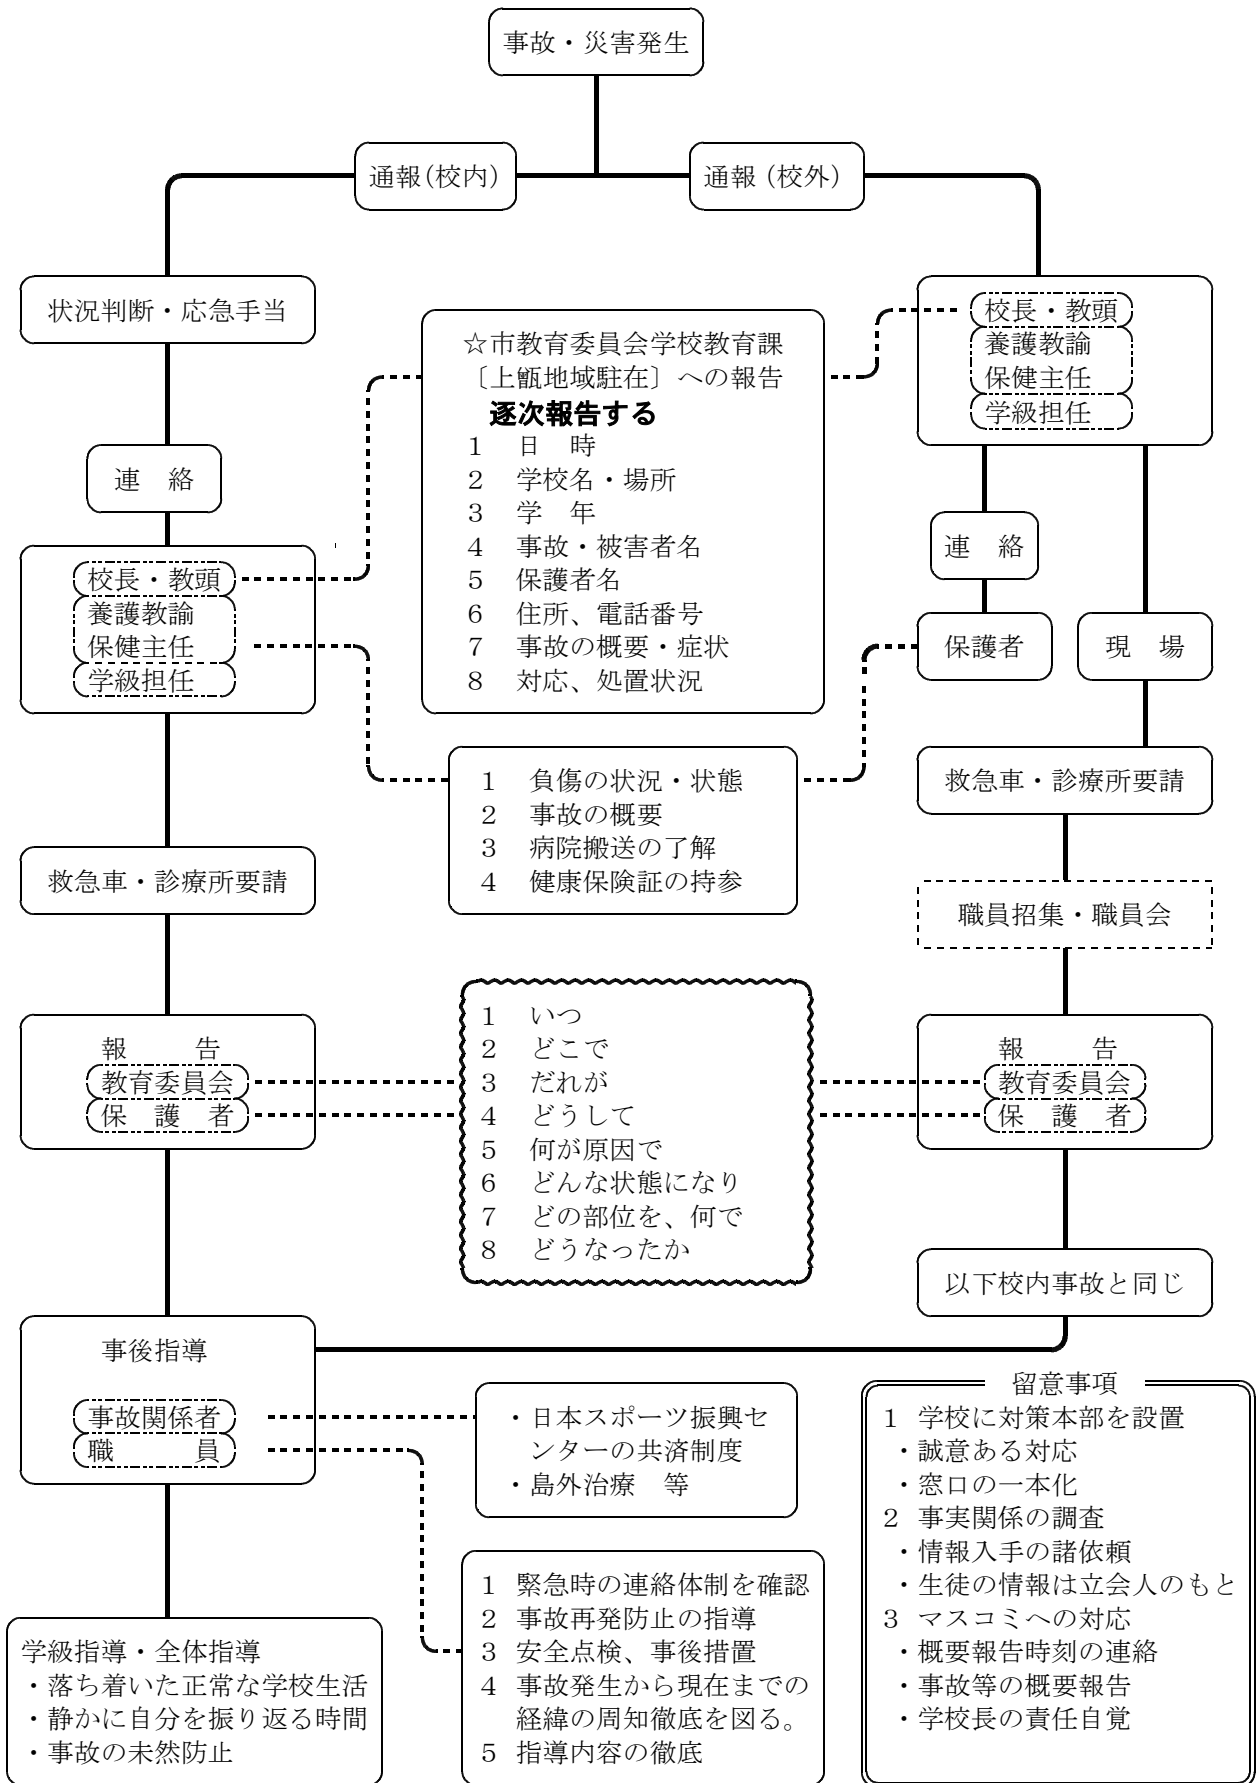 事故・災害発生
通報（校内）
通報（校外）
状況判断・応急手当
連　絡
校長・教頭
養護教諭
保健主任
学級担任
救急車・診療所要請
報　　告
教育委員会
保　護　者
事後指導
事故関係者
職　　　員
学級指導・全体指導
・落ち着いた正常な学校生活
・静かに自分を振り返る時間
・事故の未然防止
☆市教育委員会学校教育課
〔上甑地域駐在〕への報告
逐次報告する
１　日　時
２　学校名・場所
３　学　年
４　事故・被害者名
５　保護者名
６　住所、電話番号
７　事故の概要・症状
８　対応、処置状況
１　負傷の状況・状態
２　事故の概要
３　病院搬送の了解
４　健康保険証の持参
１　いつ
２　どこで
３　だれが
４　どうして
５　何が原因で
６　どんな状態になり
７　どの部位を、何で
８　どうなったか
・日本スポーツ振興セ
ンターの共済制度
・島外治療　等
１　緊急時の連絡体制を確認
２　事故再発防止の指導
３　安全点検、事後措置
４　事故発生から現在までの
経緯の周知徹底を図る。
５　指導内容の徹底
校長・教頭
養護教諭
保健主任
学級担任
連　絡
保護者
現　場
救急車・診療所要請
職員招集・職員会
報　　告
教育委員会
保　護　者
以下校内事故と同じ
留意事項
１　学校に対策本部を設置
・誠意ある対応
・窓口の一本化
２　事実関係の調査
・情報入手の諸依頼
・生徒の情報は立会人のもと
３　マスコミへの対応
・概要報告時刻の連絡
・事故等の概要報告
・学校長の責任自覚